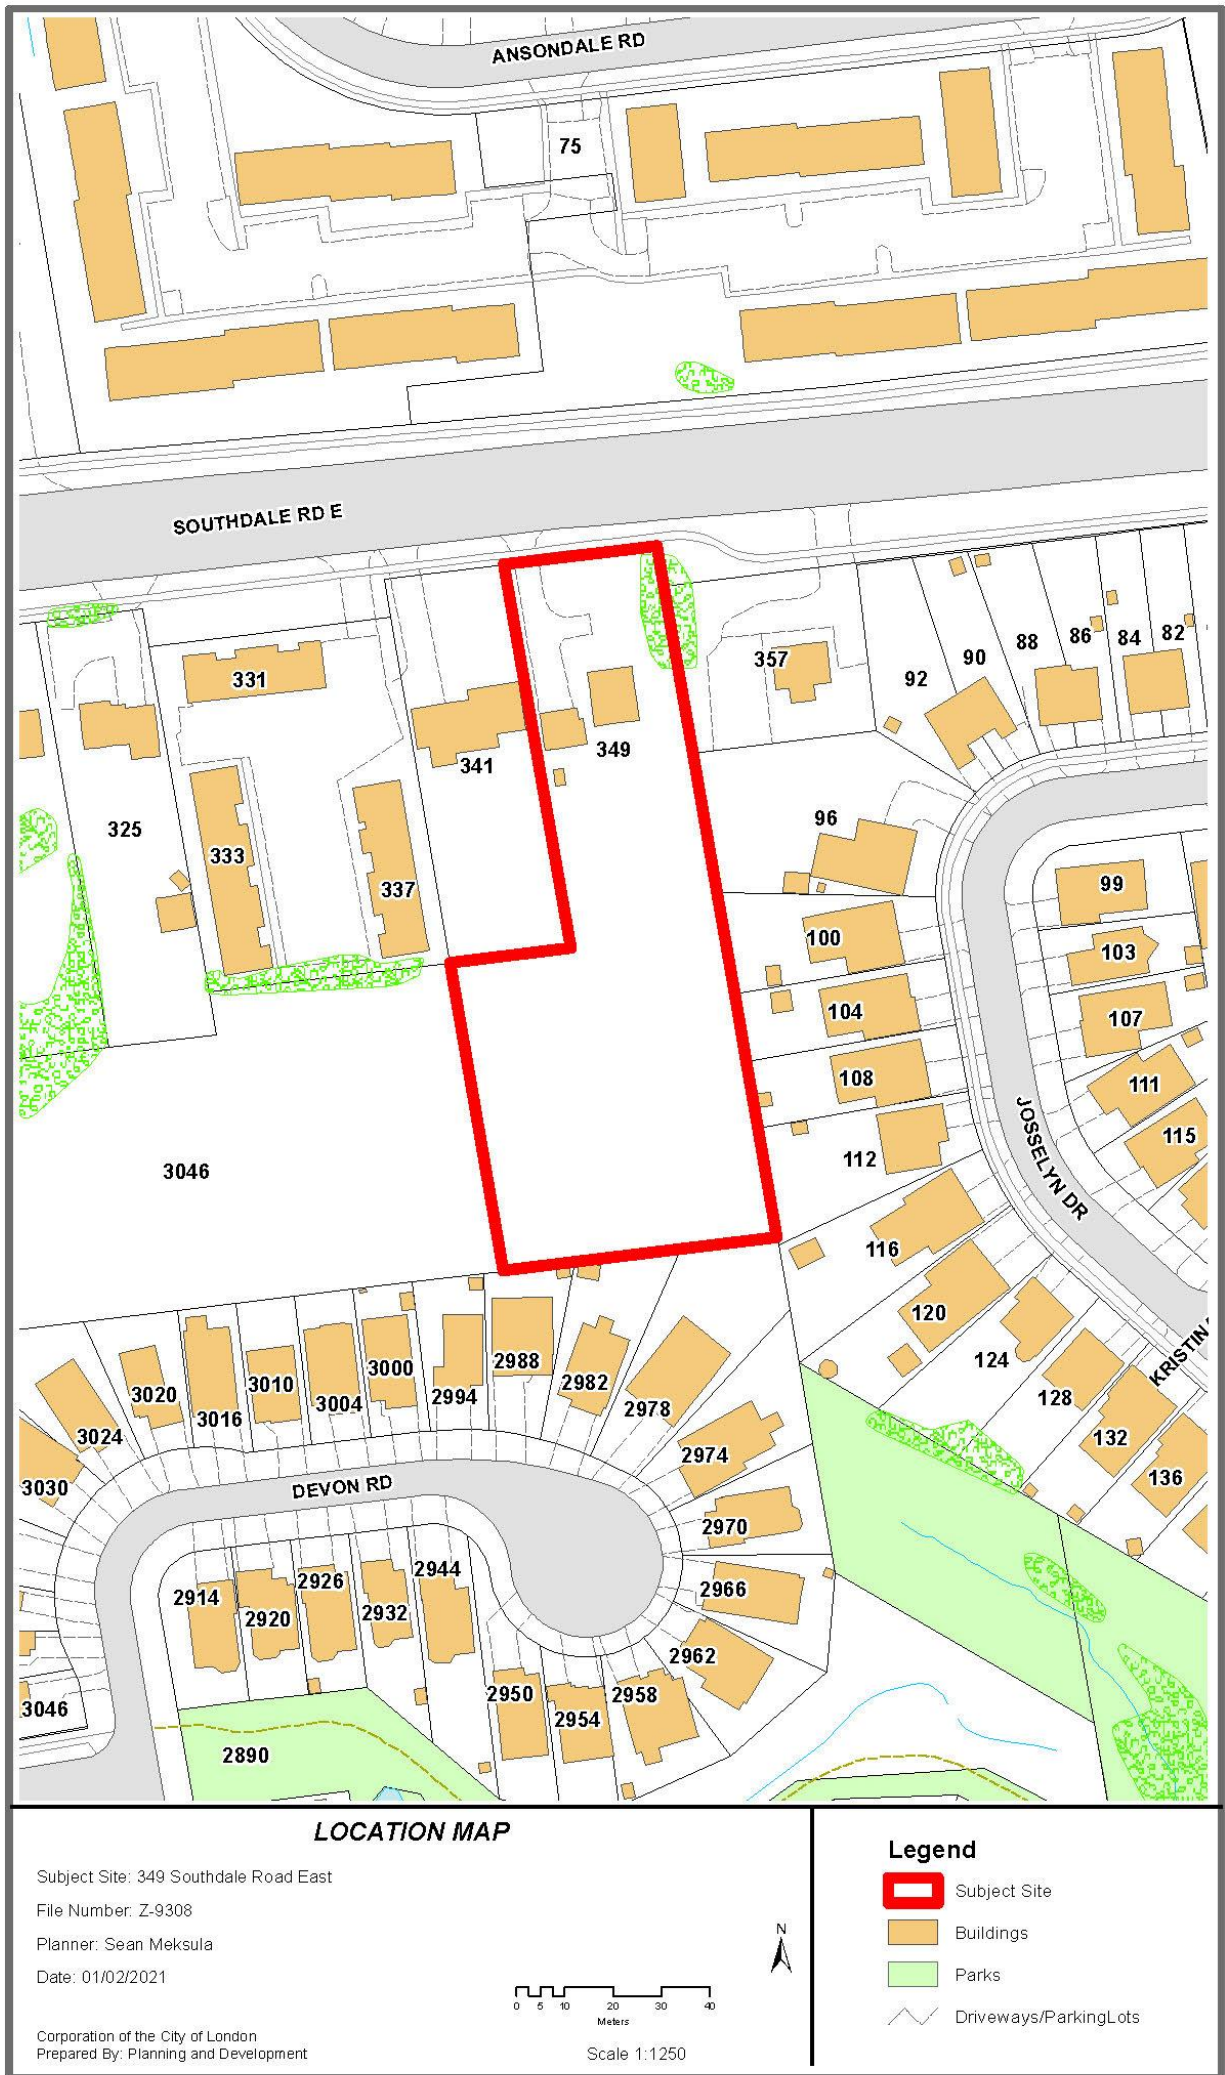 ANSONDALE RD
75
SOUTHDALE RD E
331
357
349
341
325
333
337
92
90
88
86
84
82
96
99
100
103
104
107
108
111
112
115
JOSSELYN DR
3046
116
120
124
128
132
136
3020
3016
3010
3004
3000
2994
2988
2982
2978
3024
3030
2974
DEVON RD
2970
2966
2962
2914
2920
2926
2932
2944
2950
2954
2958
3046
2890
LOCATION MAP
Subject Site: 349 Southdale Road East
File Number: Z-9308
Planner: Sean Meksula
Date: 01/02/2021
Corporation of the City of London
Prepared By: Planning and Development
N
0 5 10 20 30 40
Meters
Scale 1:1250
Legend
Subject Site
Buildings
Parks
Driveways/ParkingLots